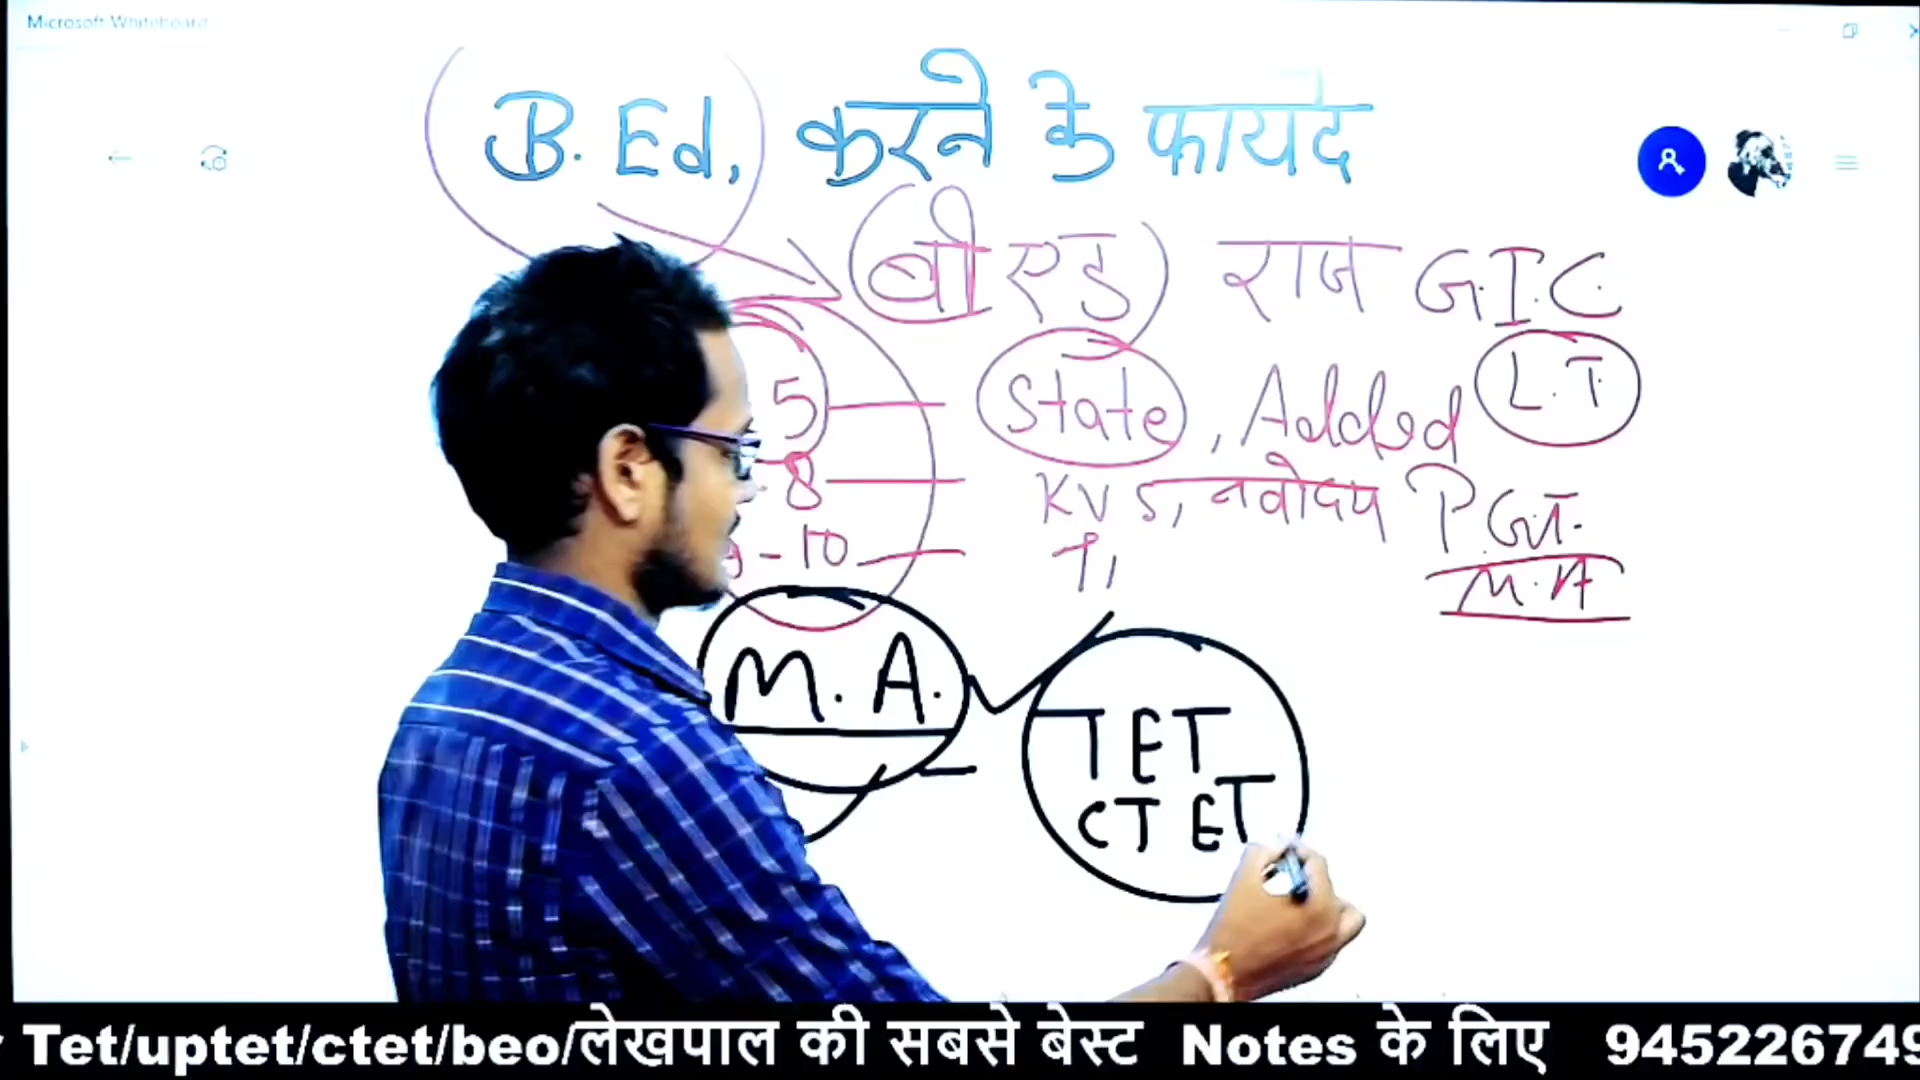 Microsoft Whiteboard
B. Ed, करने के फायदे
बीएड राज G.I.C.
5 State, Added L.T
8 KVS, नवोदय PGT.
9-10 M.A
M. A.
TET
CTET
Tet/uptet/ctet/beo/लेखपाल की सबसे बेस्ट Notes के लिए 945226749